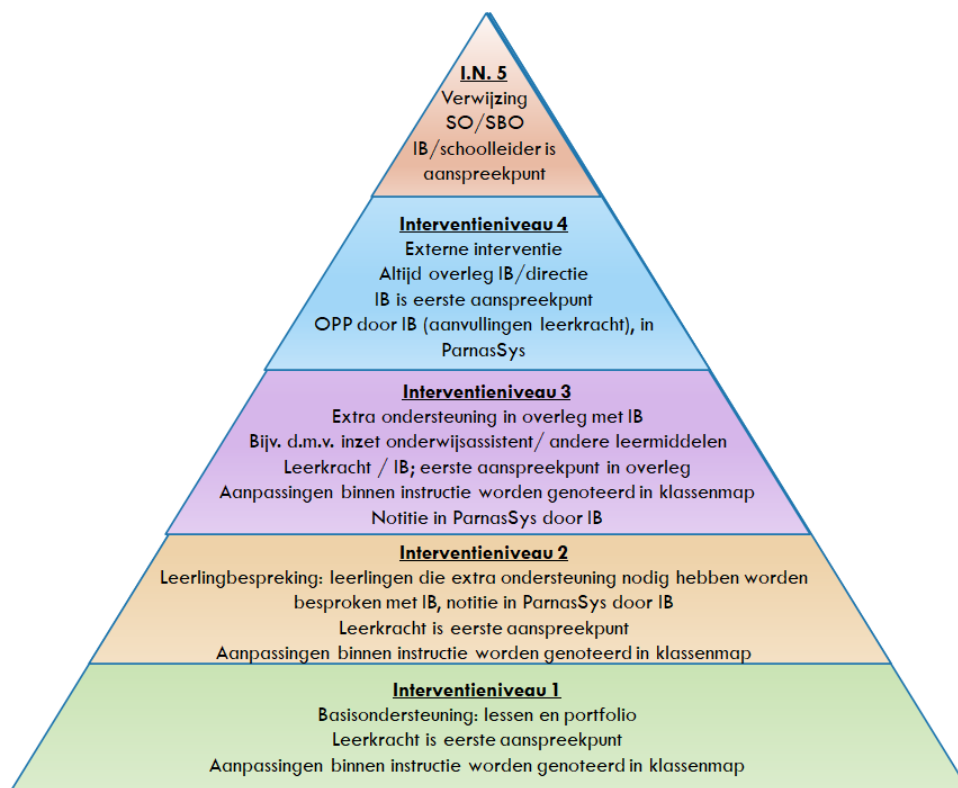 I.N. 5
Verwijzing
SO/SBO
IB/schoolleider is
aanspreekpunt
Interventieniveau 4
Externe interventie
Altijd overleg IB/directie
IB is eerste aanspreekpunt
OPP door IB (aanvullingen leerkracht), in
ParnasSys
Interventieniveau 3
Extra ondersteuning in overleg met IB
Bijv. d.m.v. inzet onderwijsassistent/ andere leermiddelen
Leerkracht / IB; eerste aanspreekpunt in overleg
Aanpassingen binnen instructie worden genoteerd in klassenmap
Notitie in ParnasSys door IB
Interventieniveau 2
Leerlingbespreking: leerlingen die extra ondersteuning nodig hebben worden
besproken met IB, notitie in ParnasSys door IB
Leerkracht is eerste aanspreekpunt
Aanpassingen binnen instructie worden genoteerd in klassenmap
Interventieniveau 1
Basisondersteuning: lessen en portfolio
Leerkracht is eerste aanspreekpunt
Aanpassingen binnen instructie worden genoteerd in klassenmap